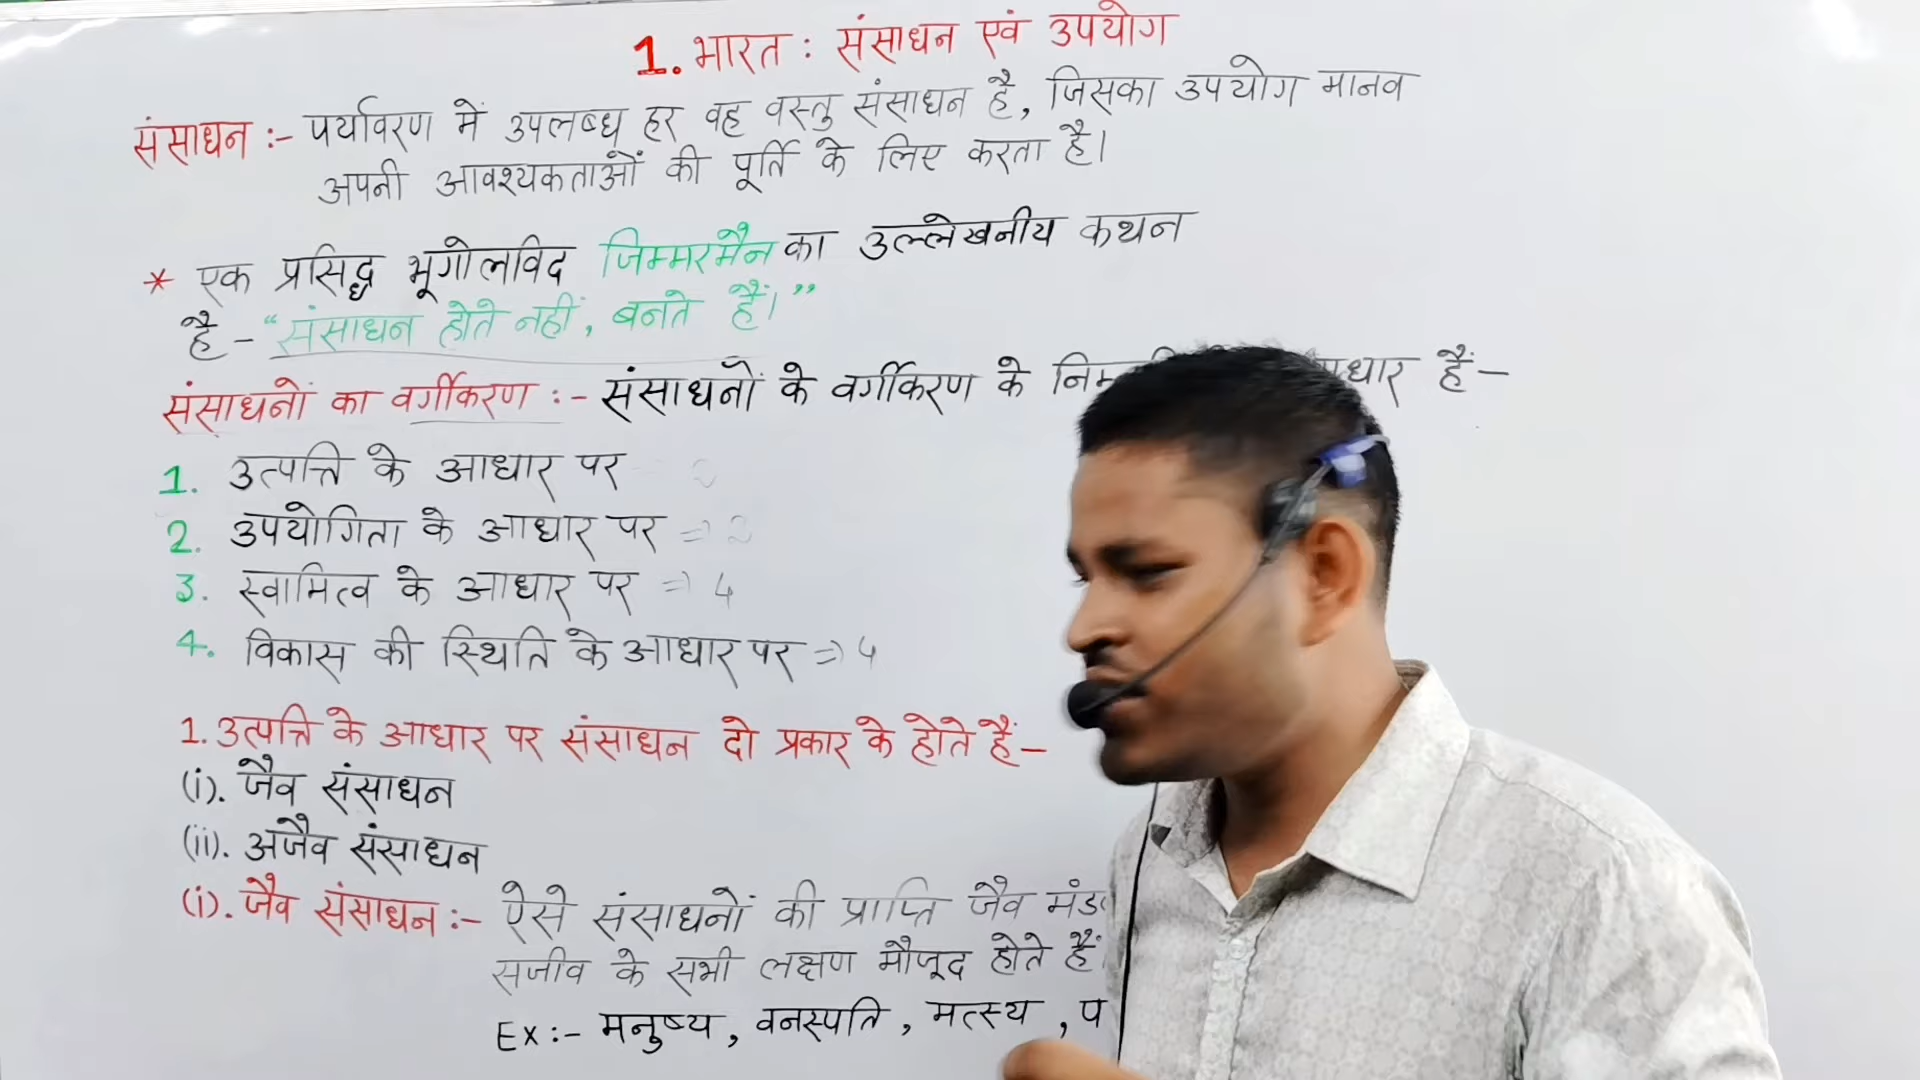 1. भारत : संसाधन एवं उपयोग
संसाधन :- पर्यावरण में उपलब्ध हर वह वस्तु संसाधन है, जिसका उपयोग मानव
अपनी आवश्यकताओं की पूर्ति के लिए करता है।
* एक प्रसिद्ध भूगोलविद जिम्मरमैन का उल्लेखनीय कथन
है - “संसाधन होते नहीं, बनते हैं।”
संसाधनों का वर्गीकरण :- संसाधनों के वर्गीकरण के हैं -
1. उत्पत्ति के आधार पर
2. उपयोगिता के आधार पर => 2
3. स्वामित्व के आधार पर => 4
4. विकास की स्थिति के आधार पर => 4
1. उत्पत्ति के आधार पर संसाधन दो प्रकार के होते हैं -
(i). जैव संसाधन
(ii). अजैव संसाधन
(i). जैव संसाधन :- ऐसे संसाधनों की प्राप्ति जैव
सजीव के सभी लक्षण मौजूद होते हैं
Ex :- मनुष्य, वनस्पति, मत्स्य,